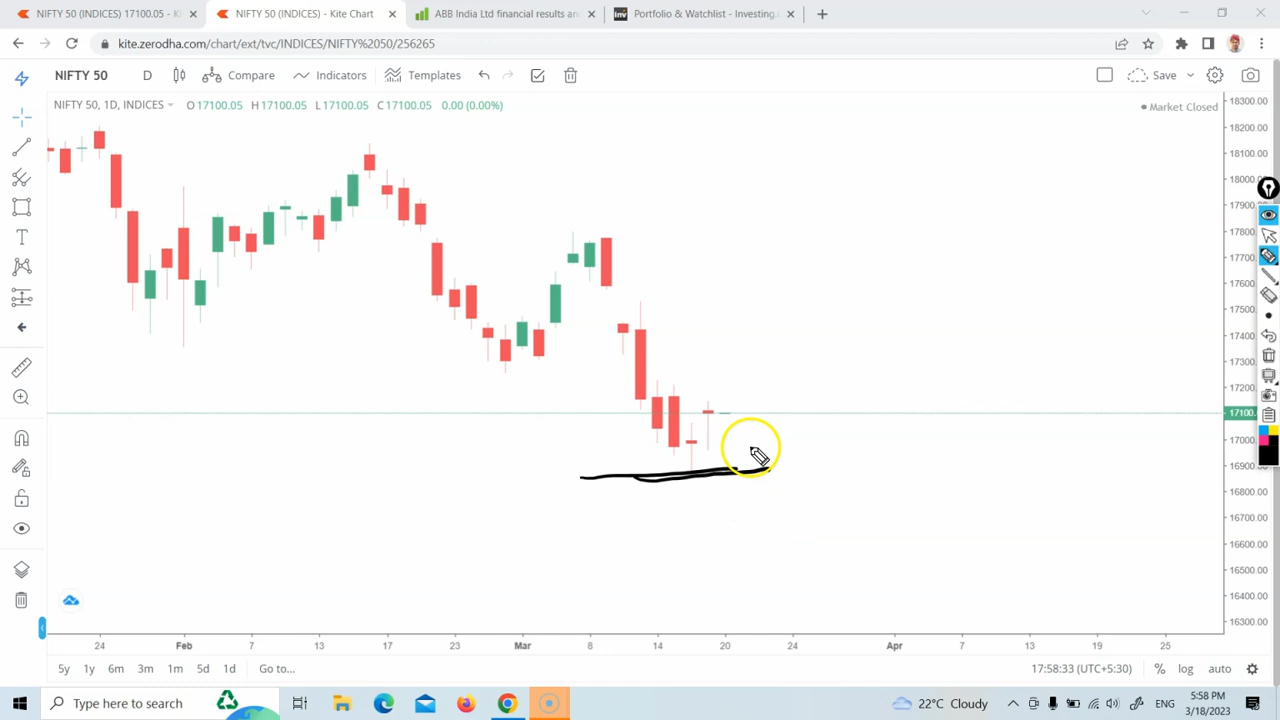 NIFTY 50 (INDICES) 17100.05 - Ki
NIFTY 50 (INDICES) - Kite Chart
ABB India Ltd financial results an
Portfolio & Watchlist - Investing.
kite.zerodha.com/chart/ext/tvc/INDICES/NIFTY%2050/256265
NIFTY 50 D Compare Indicators Templates Save
NIFTY 50, 1D, INDICES O17100.05 H17100.05 L17100.05 C17100.05 0.00 (0.00%)
Market Closed
18300.00
18200.00
18100.00
18000.00
17900.00
17800.00
17700.00
17600.00
17500.00
17400.00
17300.00
17200.00
17100.
17000.00
16900.00
16800.00
16700.00
16600.00
16500.00
16400.00
16300.00
24 Feb 7 13 17 23 Mar 8 14 20 24 Apr 7 13 19 25
5y 1y 6m 3m 1m 5d 1d Go to... 17:58:33 (UTC+5:30) % log auto
Type here to search
22°C Cloudy
ENG
5:58 PM
3/18/2023